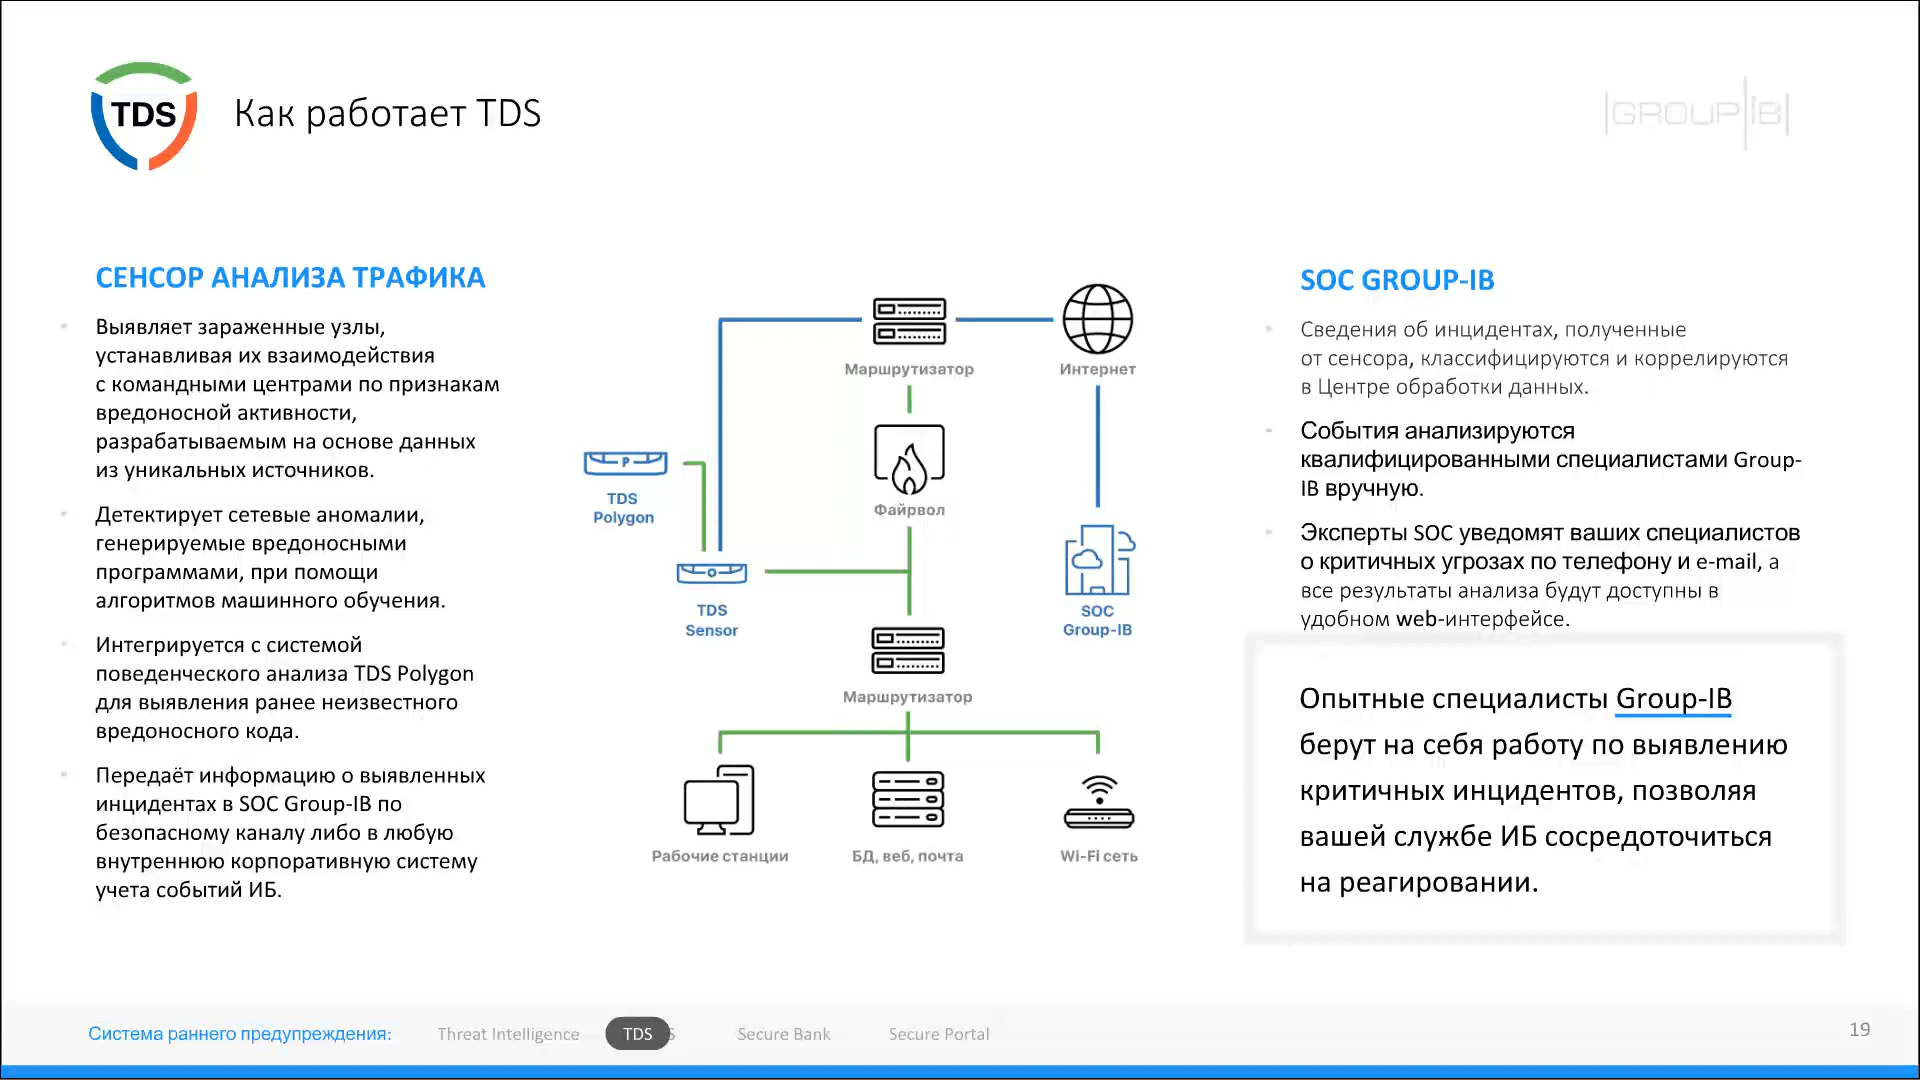 TDS
Как работает TDS
GROUP IB
СЕНСОР АНАЛИЗА ТРАФИКА
Выявляет зараженные узлы,
устанавливая их взаимодействия
с командными центрами по признакам
вредоносной активности,
разрабатываемым на основе данных
из уникальных источников.
Детектирует сетевые аномалии,
генерируемые вредоносными
программами, при помощи
алгоритмов машинного обучения.
Интегрируется с системой
поведенческого анализа TDS Polygon
для выявления ранее неизвестного
вредоносного кода.
Передаёт информацию о выявленных
инцидентах в SOC Group-IB по
безопасному каналу либо в любую
внутреннюю корпоративную систему
учета событий ИБ.
Маршрутизатор
Интернет
Файрвол
P
TDS
Polygon
TDS
Sensor
SOC
Group-IB
Маршрутизатор
Рабочие станции
БД, веб, почта
Wi-Fi сеть
SOC GROUP-IB
Сведения об инцидентах, полученные
от сенсора, классифицируются и коррелируются
в Центре обработки данных.
События анализируются
квалифицированными специалистами Group-
IB вручную.
Эксперты SOC уведомят ваших специалистов
о критичных угрозах по телефону и e-mail, а
все результаты анализа будут доступны в
удобном web-интерфейсе.
Опытные специалисты Group-IB
берут на себя работу по выявлению
критичных инцидентов, позволяя
вашей службе ИБ сосредоточиться
на реагировании.
Система раннего предупреждения:
Threat Intelligence
TDS
S
Secure Bank
Secure Portal
19